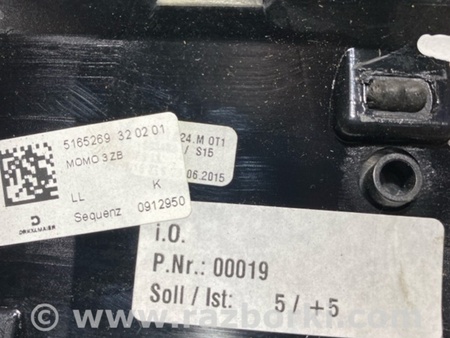 5165269 32 02 01
MOMO 3 ZB
LL K
Sequenz 0912950
DRÄXLMAIER
24.M 0T1
/ S15
.06.2015
i.O.
P.Nr.: 00019
Soll / Ist: 5 / +5
© www.razborki.com